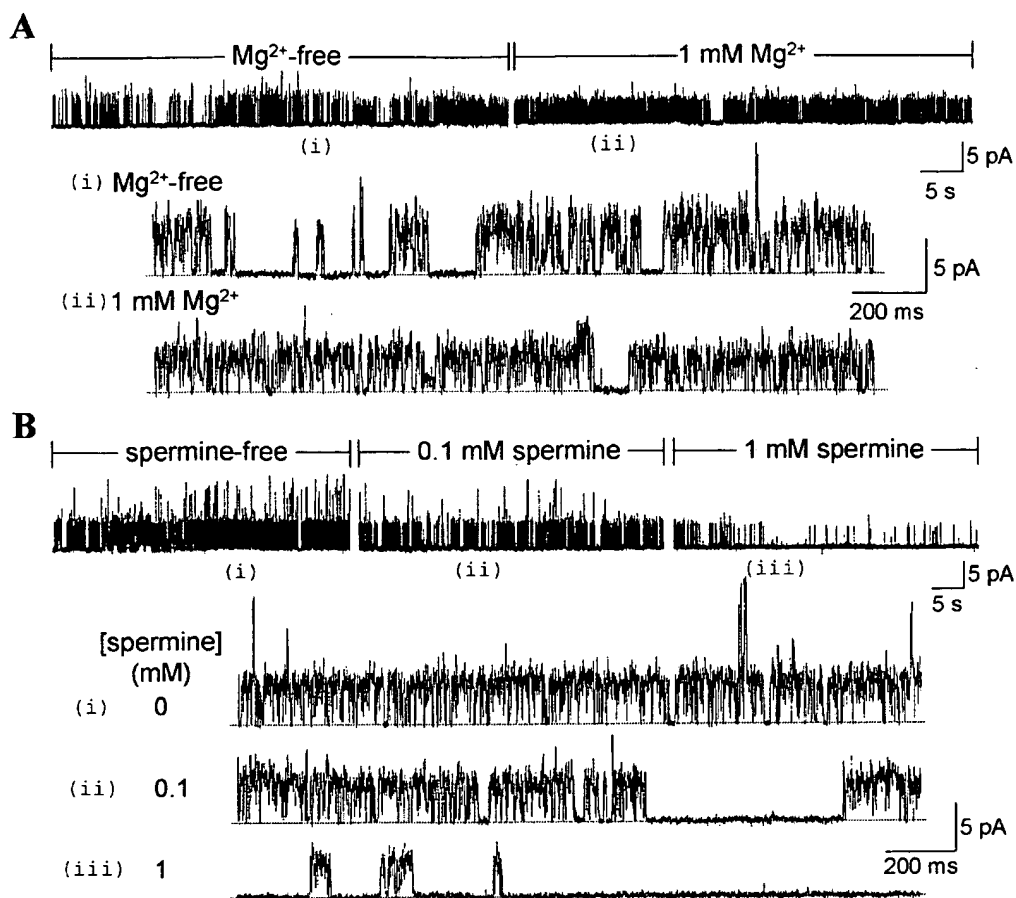 A
Mg²⁺-free
1 mM Mg²⁺
(i)
(ii)
5 pA
5 s
(i) Mg²⁺-free
5 pA
200 ms
(ii) 1 mM Mg²⁺
B
spermine-free
0.1 mM spermine
1 mM spermine
(i)
(ii)
(iii)
5 pA
5 s
[spermine]
(mM)
(i) 0
(ii) 0.1
5 pA
200 ms
(iii) 1